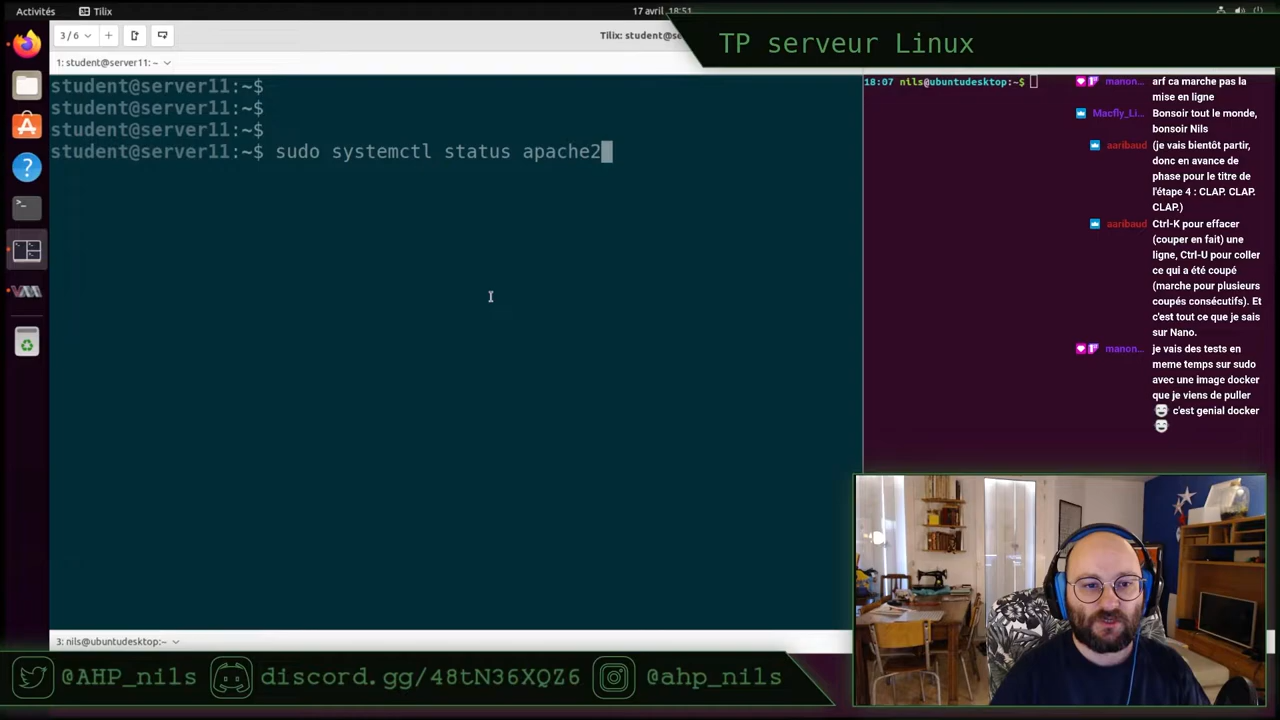 Activités
Tilix
17 avril 18:51
3/6
Tilix: student@se
TP serveur Linux
1: student@server11: ~
student@server11:~$
student@server11:~$
student@server11:~$
student@server11:~$ sudo systemctl status apache2
18:07 nils@ubuntudesktop:~$
manon... arf ca marche pas la
mise en ligne
Macfly_Li... Bonsoir tout le monde,
bonsoir Nils
aaribaud (je vais bientôt partir,
donc en avance de
phase pour le titre de
l'étape 4 : CLAP. CLAP.
CLAP.)
aaribaud Ctrl-K pour effacer
(couper en fait) une
ligne, Ctrl-U pour coller
ce qui a été coupé
(marche pour plusieurs
coupés consécutifs). Et
c'est tout ce que je sais
sur Nano.
manon... je vais des tests en
meme temps sur sudo
avec une image docker
que je viens de puller
c'est genial docker
3: nils@ubuntudesktop:~
@AHP_nils
discord.gg/48tN36XQZ6
@ahp_nils